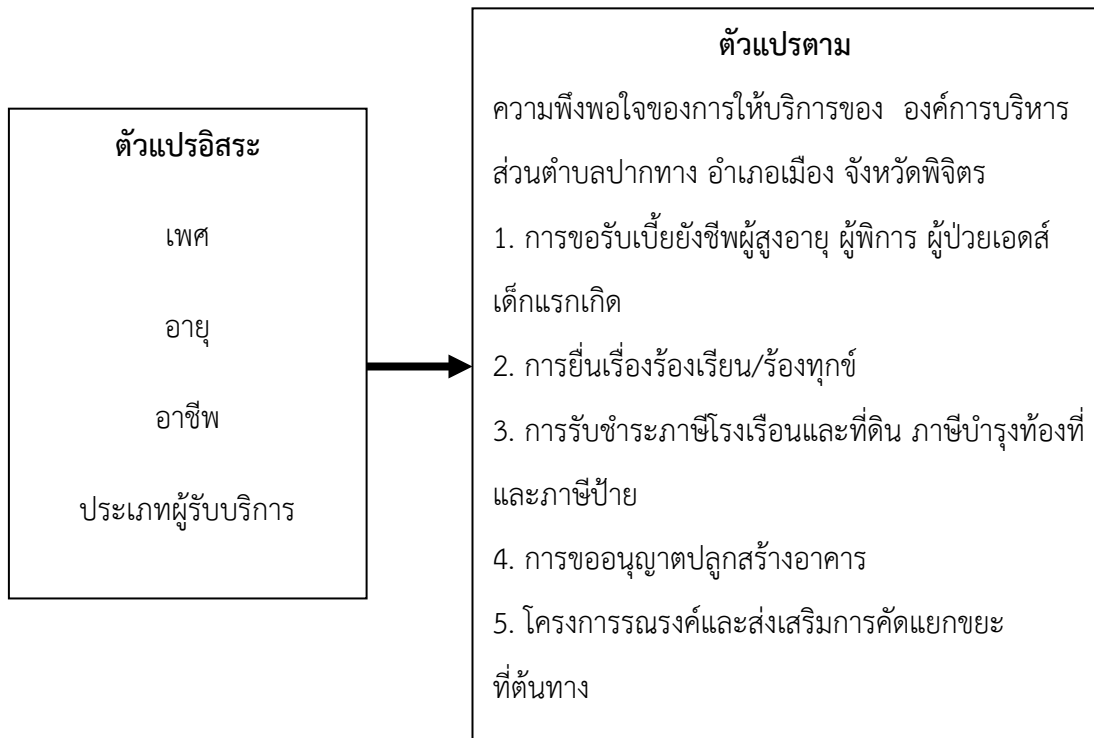 ตัวแปรอิสระ
เพศ
อายุ
อาชีพ
ประเภทผู้รับบริการ
ตัวแปรตาม
ความพึงพอใจของการให้บริการของ องค์การบริหาร
ส่วนตำบลปากทาง อำเภอเมือง จังหวัดพิจิตร
1. การขอรับเบี้ยยังชีพผู้สูงอายุ ผู้พิการ ผู้ป่วยเอดส์
เด็กแรกเกิด
2. การยื่นเรื่องร้องเรียน/ร้องทุกข์
3. การรับชำระภาษีโรงเรือนและที่ดิน ภาษีบำรุงท้องที่
และภาษีป้าย
4. การขออนุญาตปลูกสร้างอาคาร
5. โครงการรณรงค์และส่งเสริมการคัดแยกขยะ
ที่ต้นทาง